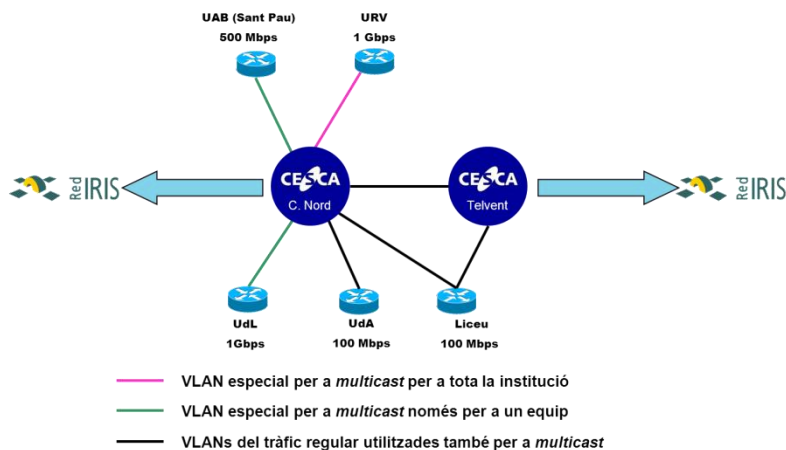 UAB (Sant Pau)
500 Mbps
URV
1 Gbps
Red IRIS
CESCA
C. Nord
CESCA
Telvent
Red IRIS
UdL
1Gbps
UdA
100 Mbps
Liceu
100 Mbps
VLAN especial per a multicast per a tota la institució
VLAN especial per a multicast només per a un equip
VLANs del tràfic regular utilitzades també per a multicast